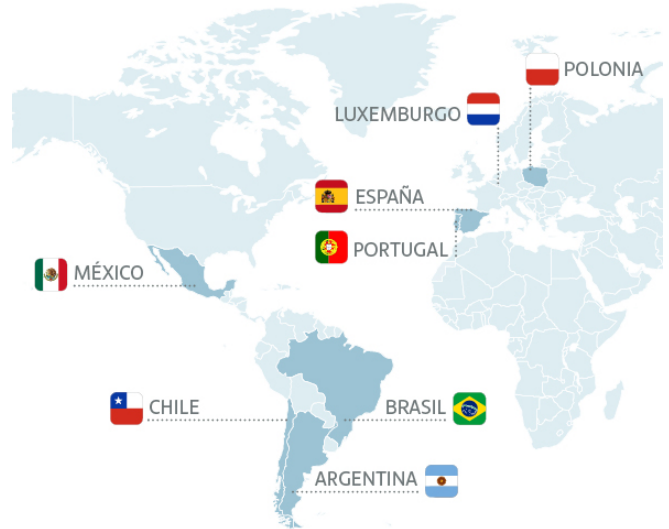 POLONIA
LUXEMBURGO
ESPAÑA
PORTUGAL
MÉXICO
CHILE
BRASIL
ARGENTINA